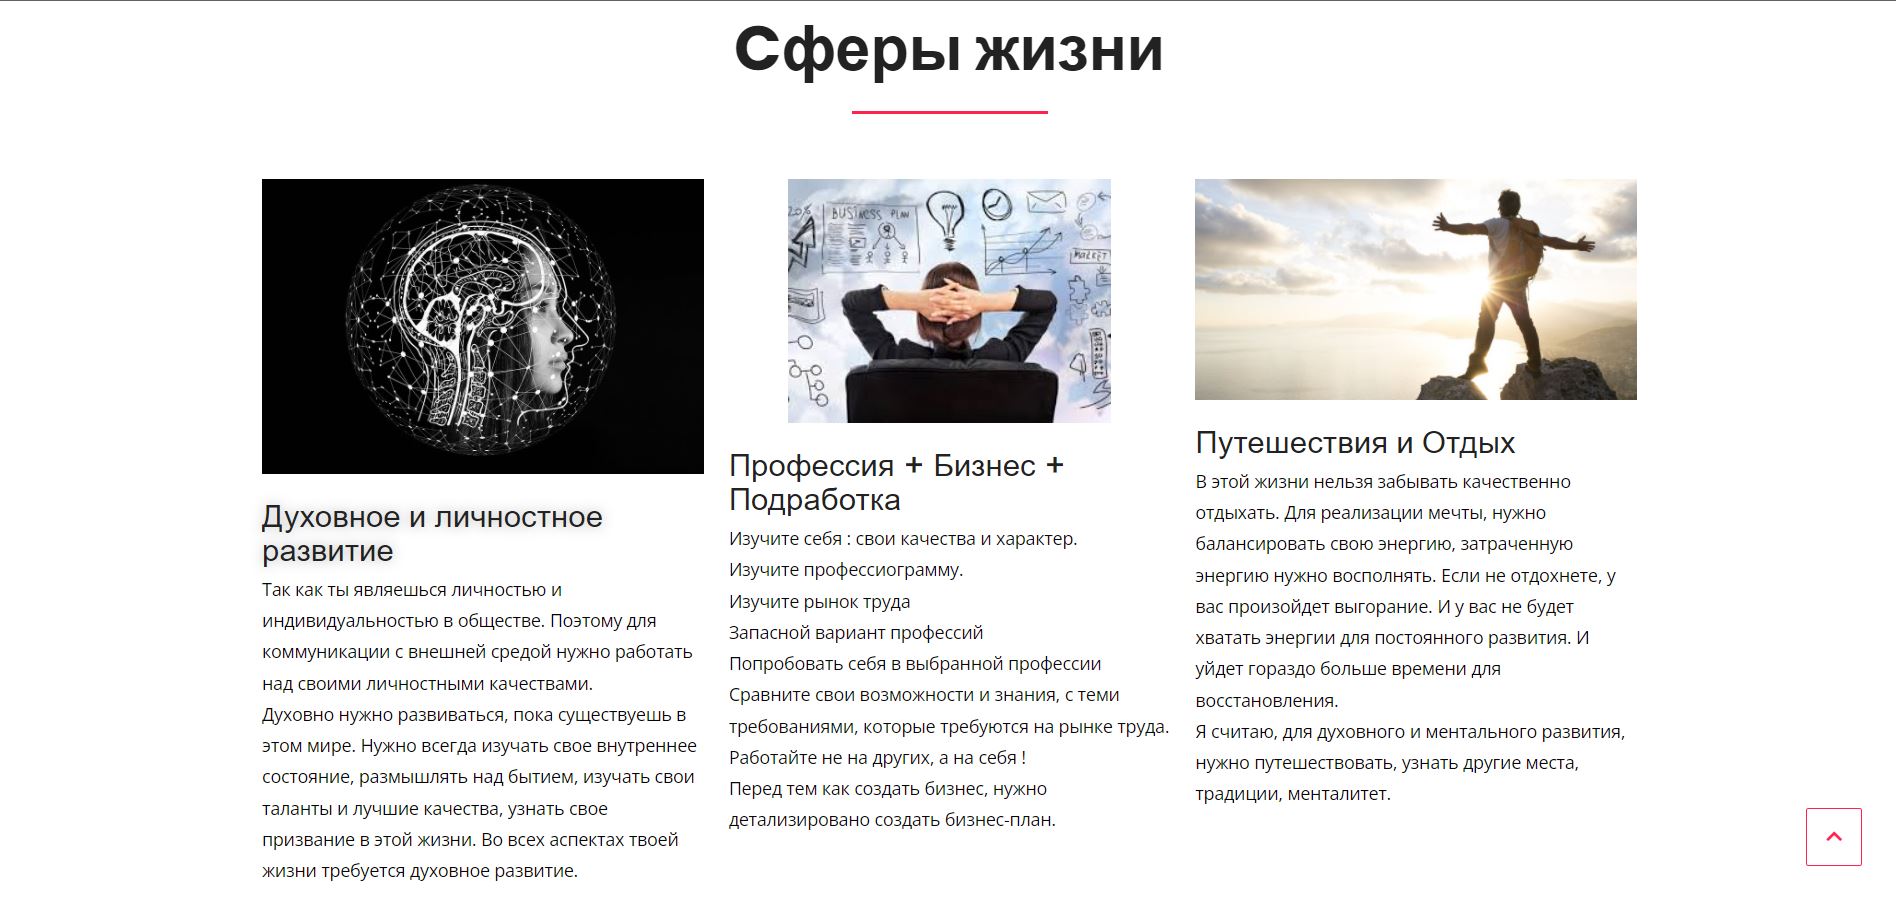 Сферы жизни
20%
BUSINESS PLAN
MARKET
Духовное и личностное
развитие
Так как ты являешься личностью и
индивидуальностью в обществе. Поэтому для
коммуникации с внешней средой нужно работать
над своими личностными качествами.
Духовно нужно развиваться, пока существуешь в
этом мире. Нужно всегда изучать свое внутреннее
состояние, размышлять над бытием, изучать свои
таланты и лучшие качества, узнать свое
призвание в этой жизни. Во всех аспектах твоей
жизни требуется духовное развитие.
Профессия + Бизнес +
Подработка
Изучите себя : свои качества и характер.
Изучите профессиограмму.
Изучите рынок труда
Запасной вариант профессий
Попробовать себя в выбранной профессии
Сравните свои возможности и знания, с теми
требованиями, которые требуются на рынке труда.
Работайте не на других, а на себя !
Перед тем как создать бизнес, нужно
детализировано создать бизнес-план.
Путешествия и Отдых
В этой жизни нельзя забывать качественно
отдыхать. Для реализации мечты, нужно
балансировать свою энергию, затраченную
энергию нужно восполнять. Если не отдохнете, у
вас произойдет выгорание. И у вас не будет
хватать энергии для постоянного развития. И
уйдет гораздо больше времени для
восстановления.
Я считаю, для духовного и ментального развития,
нужно путешествовать, узнать другие места,
традиции, менталитет.